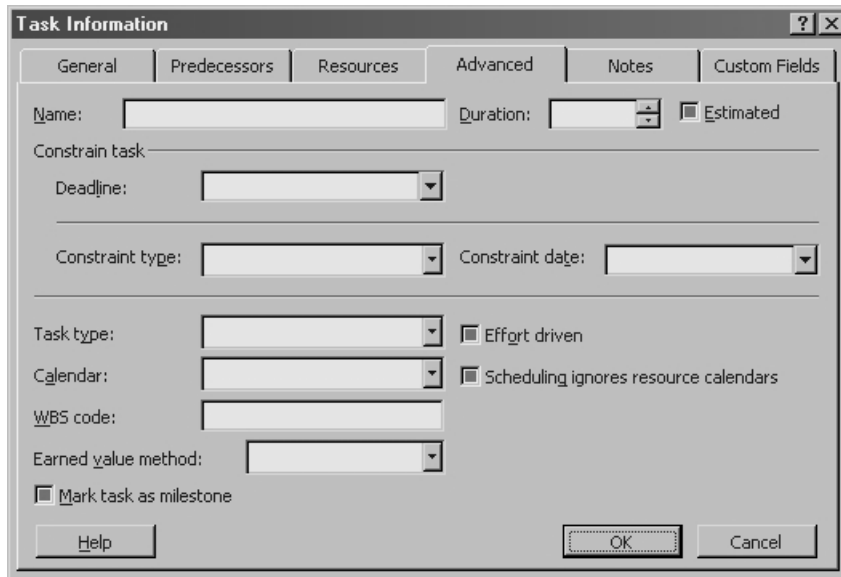 Task Information
General Predecessors Resources Advanced Notes Custom Fields
Name: Duration: Estimated
Constrain task
Deadline:
Constraint type: Constraint date:
Task type: Effort driven
Calendar: Scheduling ignores resource calendars
WBS code:
Earned value method:
Mark task as milestone
Help OK Cancel